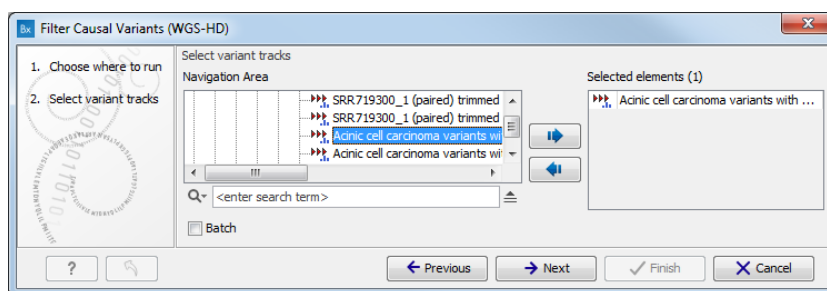 Bx Filter Causal Variants (WGS-HD)
1. Choose where to run
2. Select variant tracks
Select variant tracks
Navigation Area
SRR719300_1 (paired) trimmed
SRR719300_1 (paired) trimmed
Acinic cell carcinoma variants wi
Acinic cell carcinoma variants wi
<enter search term>
Batch
Selected elements (1)
Acinic cell carcinoma variants with ...
?
Previous
Next
Finish
Cancel